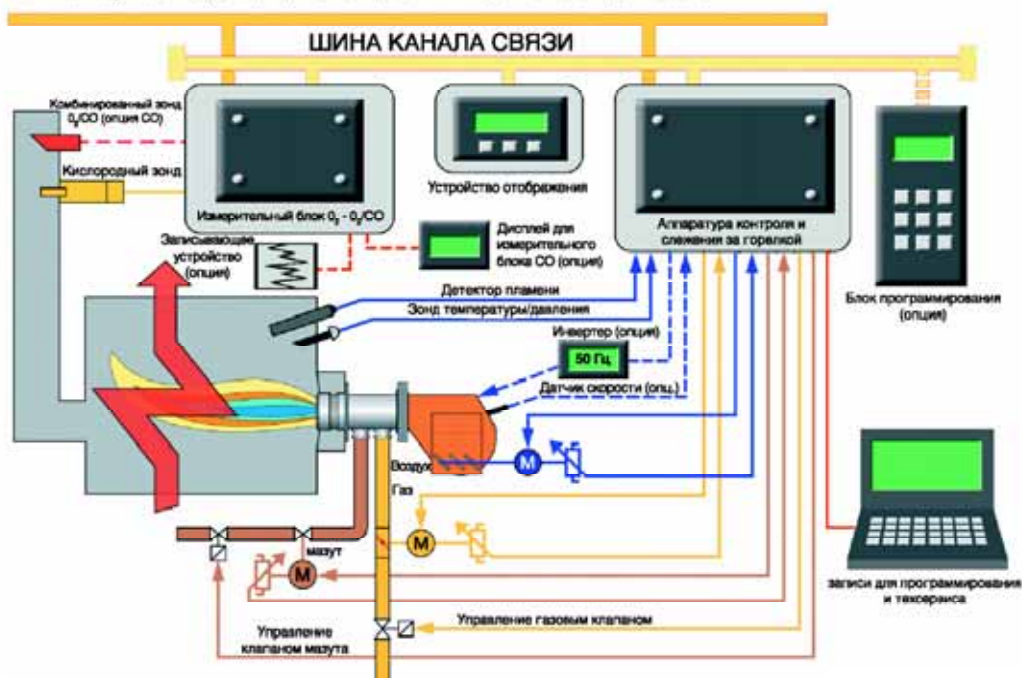 ШИНА КАНАЛА СВЯЗИ
Комбинированный зонд
O₂/CO (опция CO)
Кислородный зонд
Измерительный блок O₂ - O₂/CO
Устройство отображения
Аппаратура контроля и
слежения за горелкой
Блок программирования
(опция)
Записывающее
устройство
(опция)
Дисплей для
измерительного
блока CO (опция)
Детектор пламени
Зонд температуры/давления
Инвертер (опция)
50 Гц
Датчик скорости (опц.)
Воздух
М
Газ
М
мазут
М
записи для программирования
и техсервиса
Управление газовым клапаном
Управление
клапаном мазута